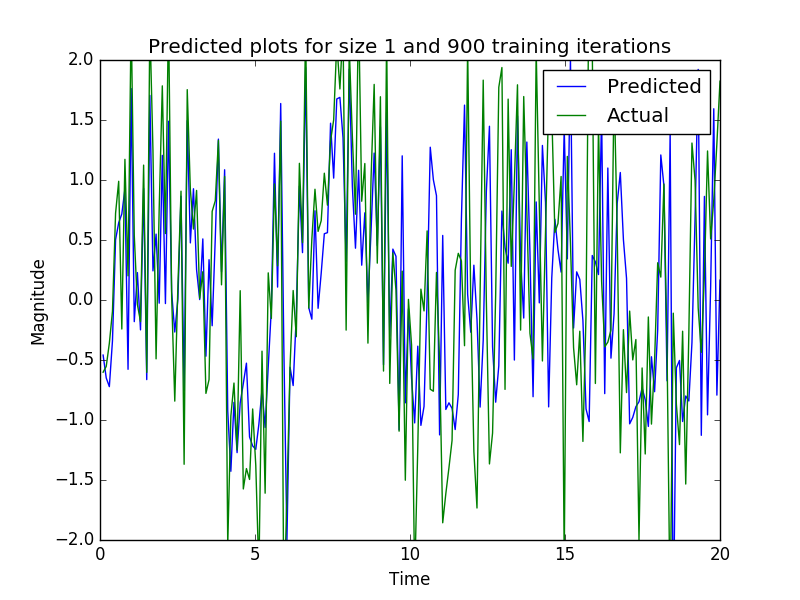 Predicted plots for size 1 and 900 training iterations
2.0
1.5
1.0
0.5
0.0
−0.5
−1.0
−1.5
−2.0
Magnitude
Predicted
Actual
0
5
10
15
20
Time